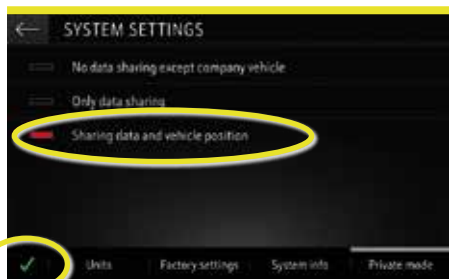 SYSTEM SETTINGS
No data sharing except company vehicle
Only data sharing
Sharing data and vehicle position
Units Factory settings System info Private mode